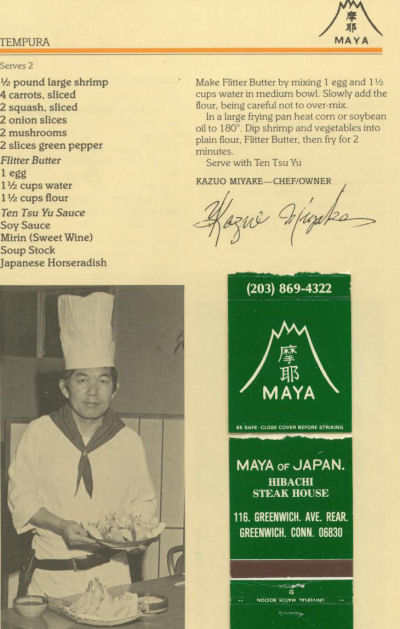 TEMPURA
摩
耶
MAYA
Serves 2
½ pound large shrimp
4 carrots, sliced
2 squash, sliced
2 onion slices
2 mushrooms
2 slices green pepper
Flitter Butter
1 egg
1½ cups water
1½ cups flour
Ten Tsu Yu Sauce
Soy Sauce
Mirin (Sweet Wine)
Soup Stock
Japanese Horseradish
Make Flitter Butter by mixing 1 egg and 1½
cups water in medium bowl. Slowly add the
flour, being careful not to over-mix.
In a large frying pan heat corn or soybean
oil to 180°. Dip shrimp and vegetables into
plain flour, Flitter Butter, then fry for 2
minutes.
Serve with Ten Tsu Yu
KAZUO MIYAKE—CHEF/OWNER
Kazuo Miyake
(203) 869-4322
摩
耶
MAYA
BE SAFE - CLOSE COVER BEFORE STRIKING
MAYA OF JAPAN.
HIBACHI
STEAK HOUSE
116. GREENWICH. AVE. REAR.
GREENWICH. CONN. 06830
UNIVERSAL MATCH, BOSTON